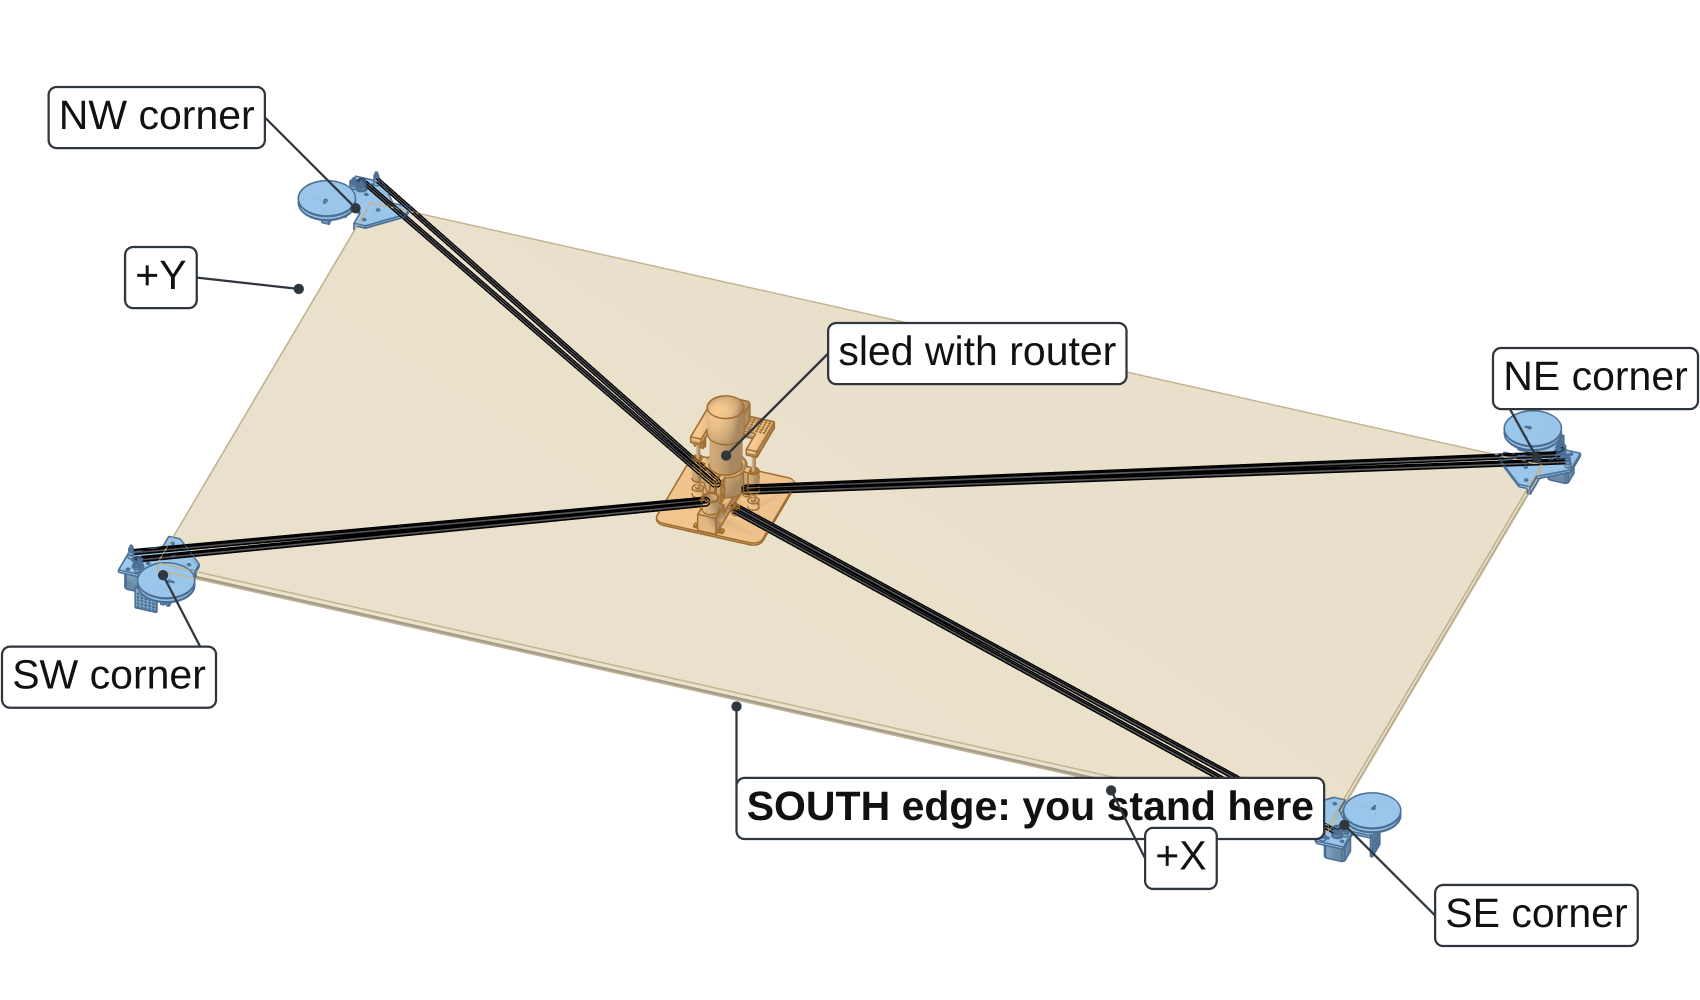 NW corner
+Y
sled with router
NE corner
SW corner
SOUTH edge: you stand here
+X
SE corner